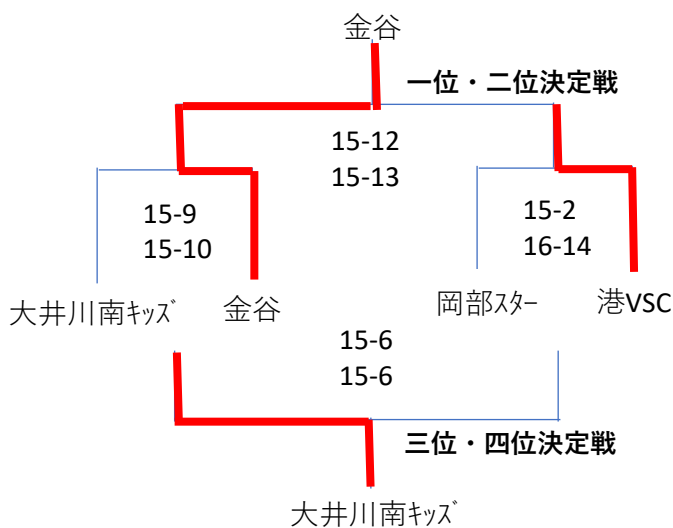 金谷
一位・二位決定戦
15-12
15-13
15-9
15-10
15-2
16-14
大井川南ｷｯｽﾞ
金谷
岡部ｽﾀｰ
港VSC
15-6
15-6
三位・四位決定戦
大井川南ｷｯｽﾞ